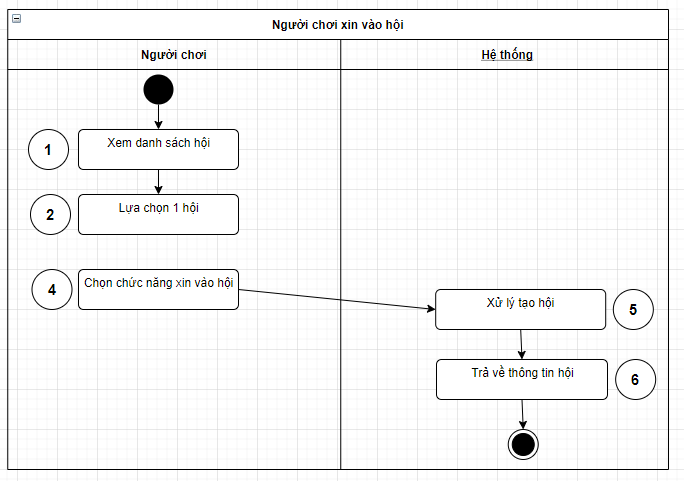 Người chơi xin vào hội
Người chơi
Hệ thống
1
Xem danh sách hội
2
Lựa chọn 1 hội
4
Chọn chức năng xin vào hội
Xử lý tạo hội
5
Trả về thông tin hội
6